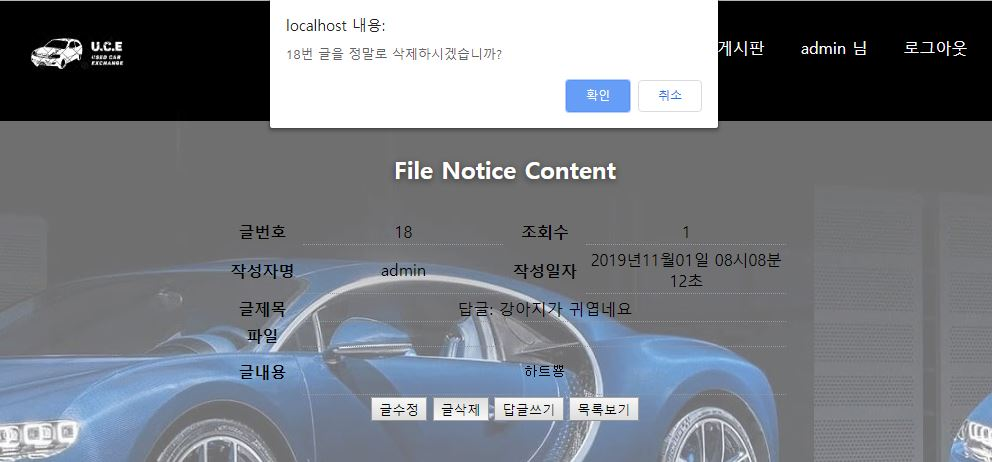 localhost 내용:
18번 글을 정말로 삭제하시겠습니까?
확인 취소
U.C.E
USED CAR
EXCHANGE
게시판 admin 님 로그아웃
File Notice Content
글번호 18 조회수 1
작성자명 admin 작성일자 2019년11월01일 08시08분
12초
글제목 답글: 강아지가 귀엽네요
파일
글내용 하트뿅
글수정 글삭제 답글쓰기 목록보기